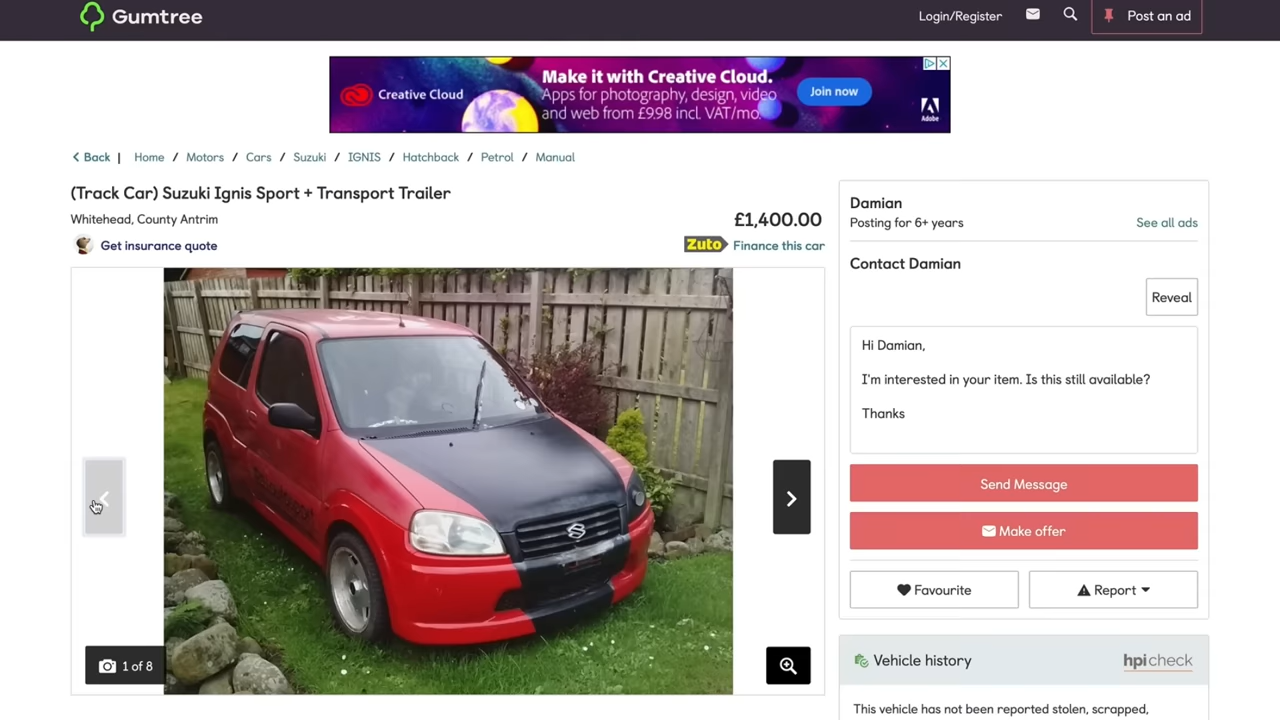 Gumtree
Login/Register
Post an ad
Creative Cloud
Make it with Creative Cloud.
Apps for photography, design, video
and web from £9.98 incl. VAT/mo.
Join now
Adobe
Back | Home / Motors / Cars / Suzuki / IGNIS / Hatchback / Petrol / Manual
(Track Car) Suzuki Ignis Sport + Transport Trailer
Whitehead, County Antrim
£1,400.00
Get insurance quote
Zuto Finance this car
1 of 8
Damian
Posting for 6+ years
See all ads
Contact Damian
Reveal
Hi Damian,
I'm interested in your item. Is this still available?
Thanks
Send Message
Make offer
Favourite
Report
Vehicle history
hpi check
This vehicle has not been reported stolen, scrapped,